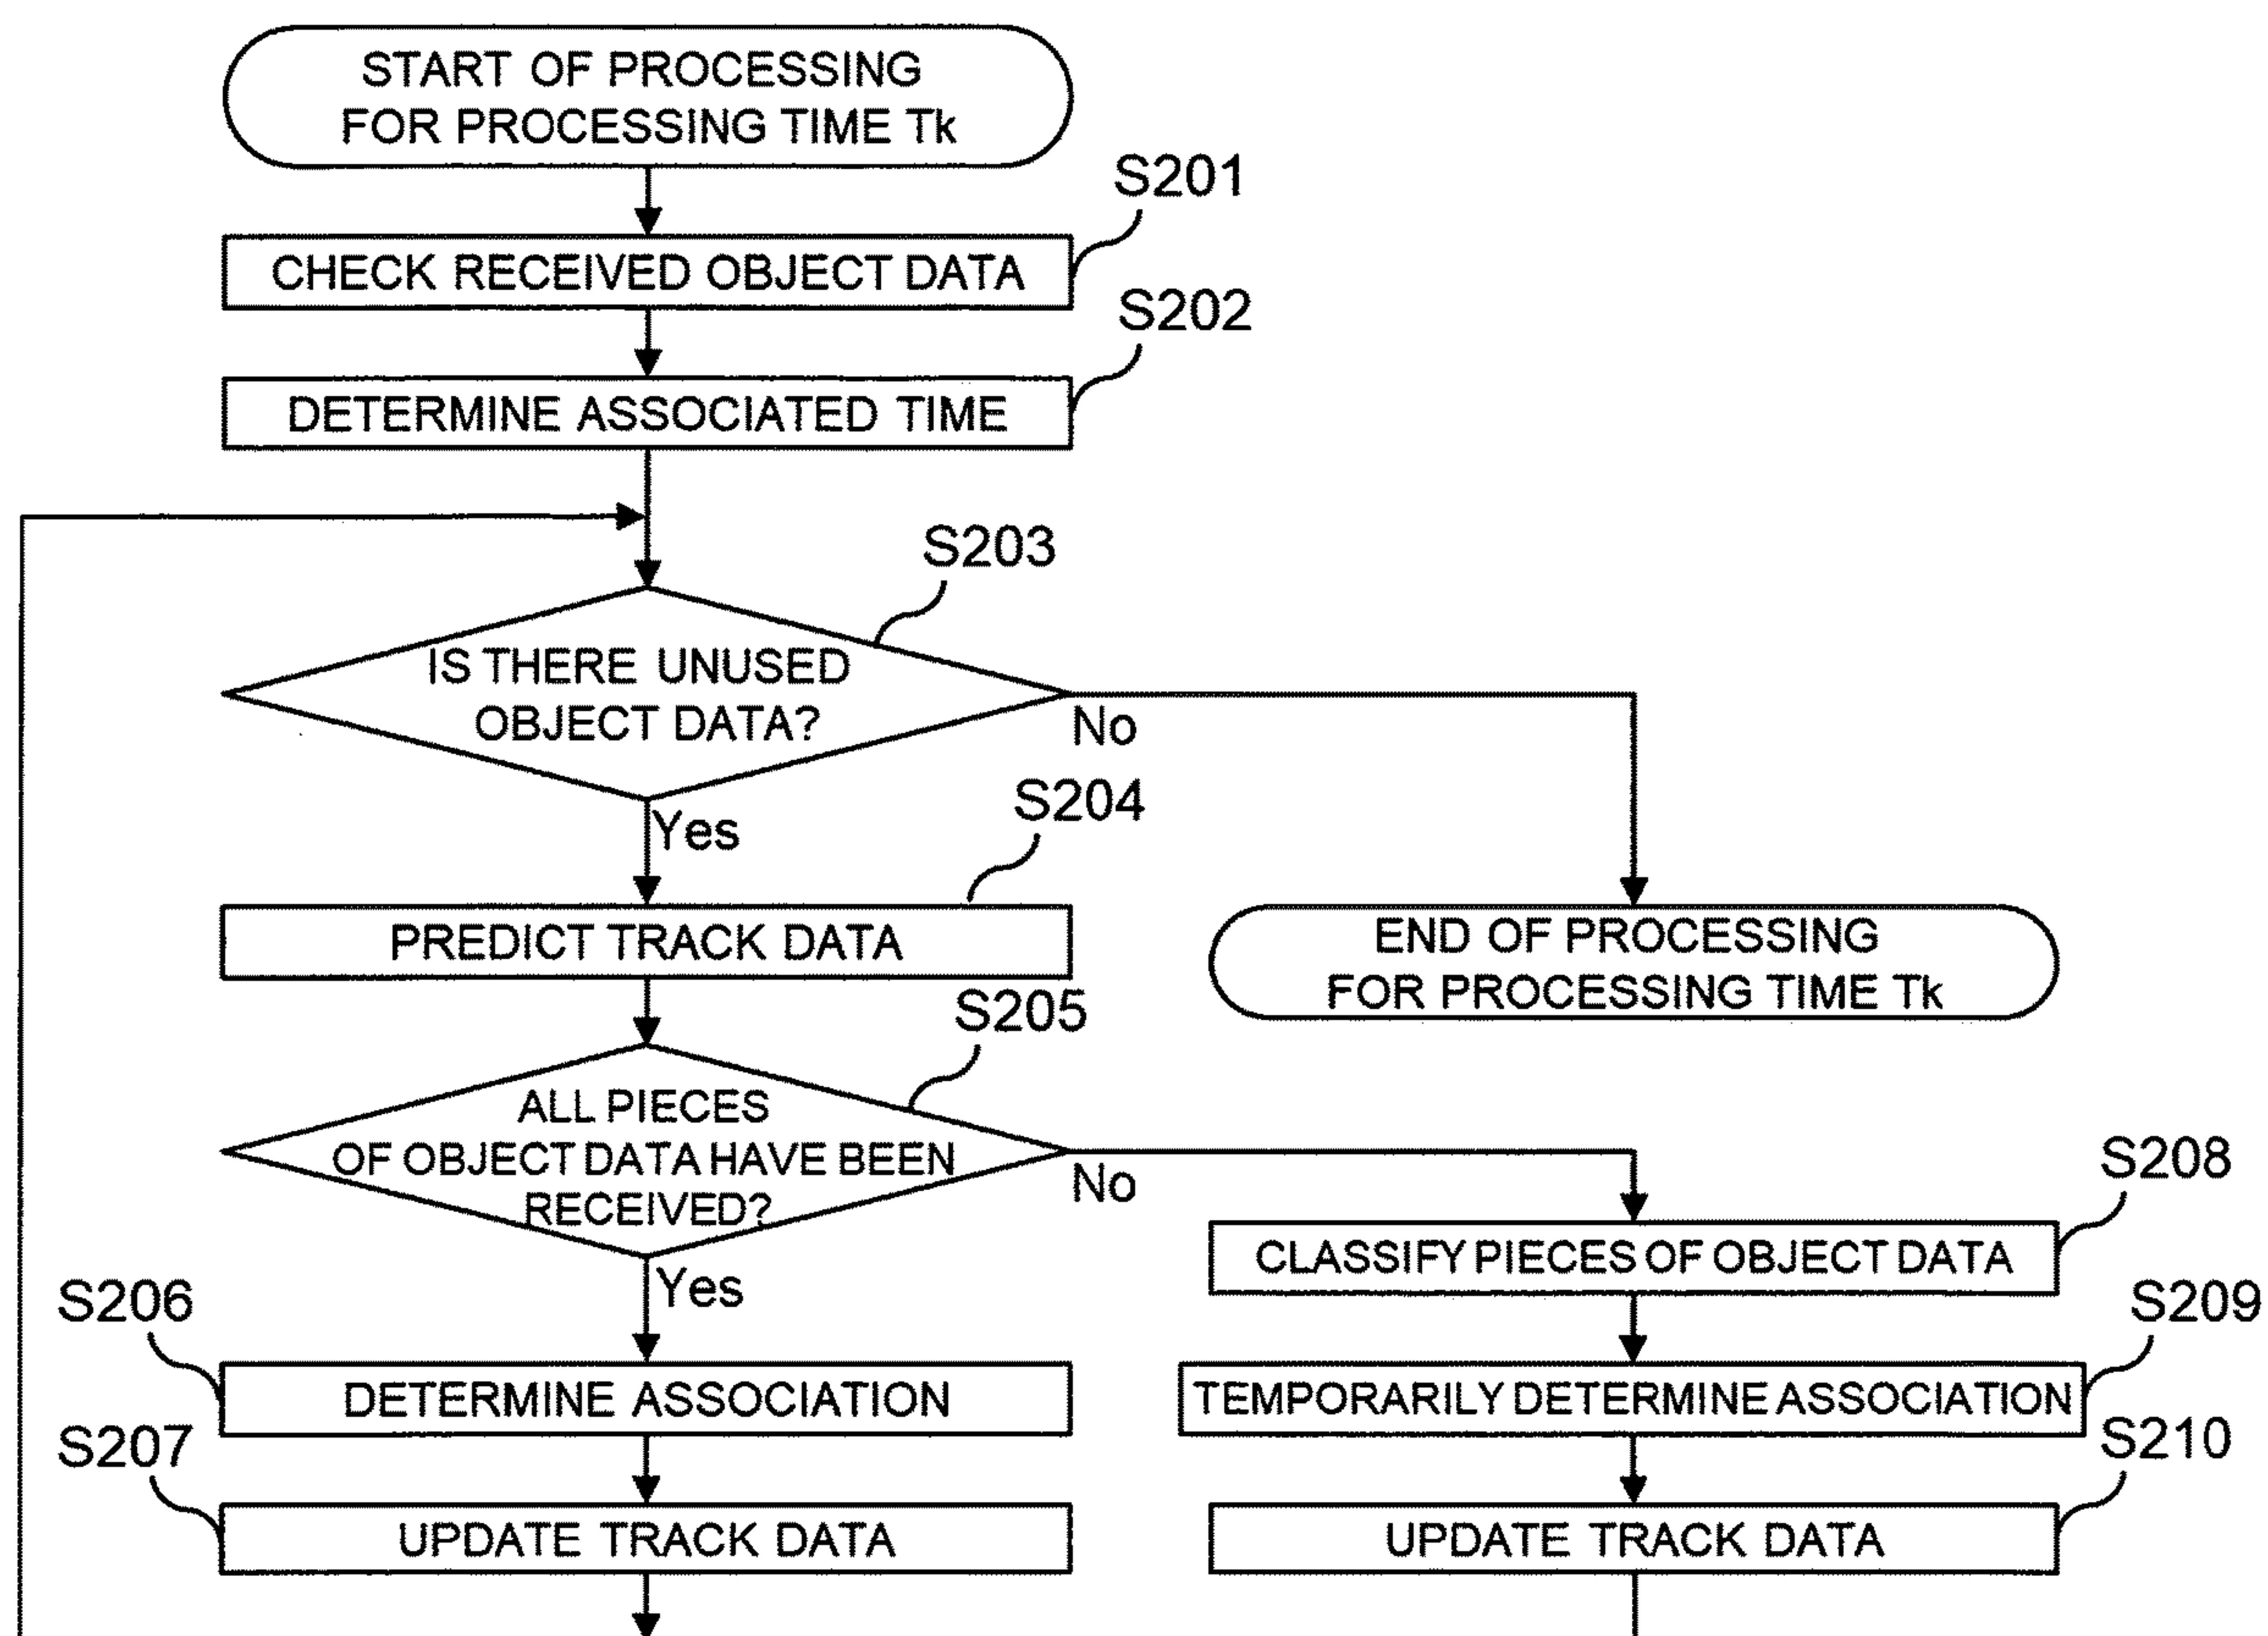 START OF PROCESSING
FOR PROCESSING TIME Tk
S201
CHECK RECEIVED OBJECT DATA
S202
DETERMINE ASSOCIATED TIME
S203
IS THERE UNUSED
OBJECT DATA?
No
Yes
S204
PREDICT TRACK DATA
END OF PROCESSING
FOR PROCESSING TIME Tk
S205
ALL PIECES
OF OBJECT DATA HAVE BEEN
RECEIVED?
No
Yes
S208
CLASSIFY PIECES OF OBJECT DATA
S206
DETERMINE ASSOCIATION
S209
TEMPORARILY DETERMINE ASSOCIATION
S207
UPDATE TRACK DATA
S210
UPDATE TRACK DATA